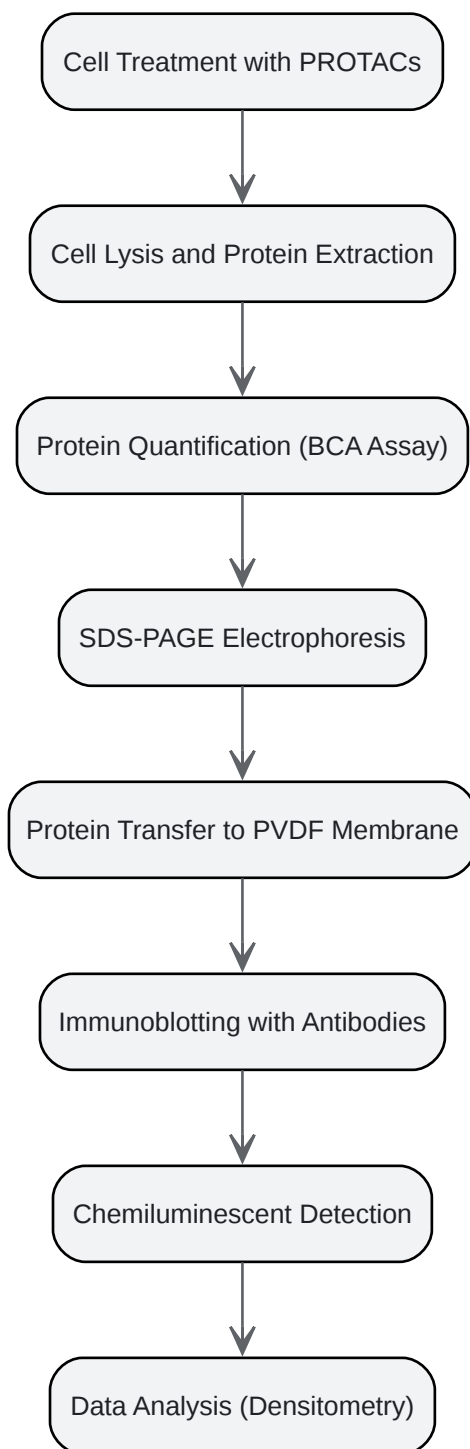 Cell Treatment with PROTACs
Cell Lysis and Protein Extraction
Protein Quantification (BCA Assay)
SDS-PAGE Electrophoresis
Protein Transfer to PVDF Membrane
Immunoblotting with Antibodies
Chemiluminescent Detection
Data Analysis (Densitometry)